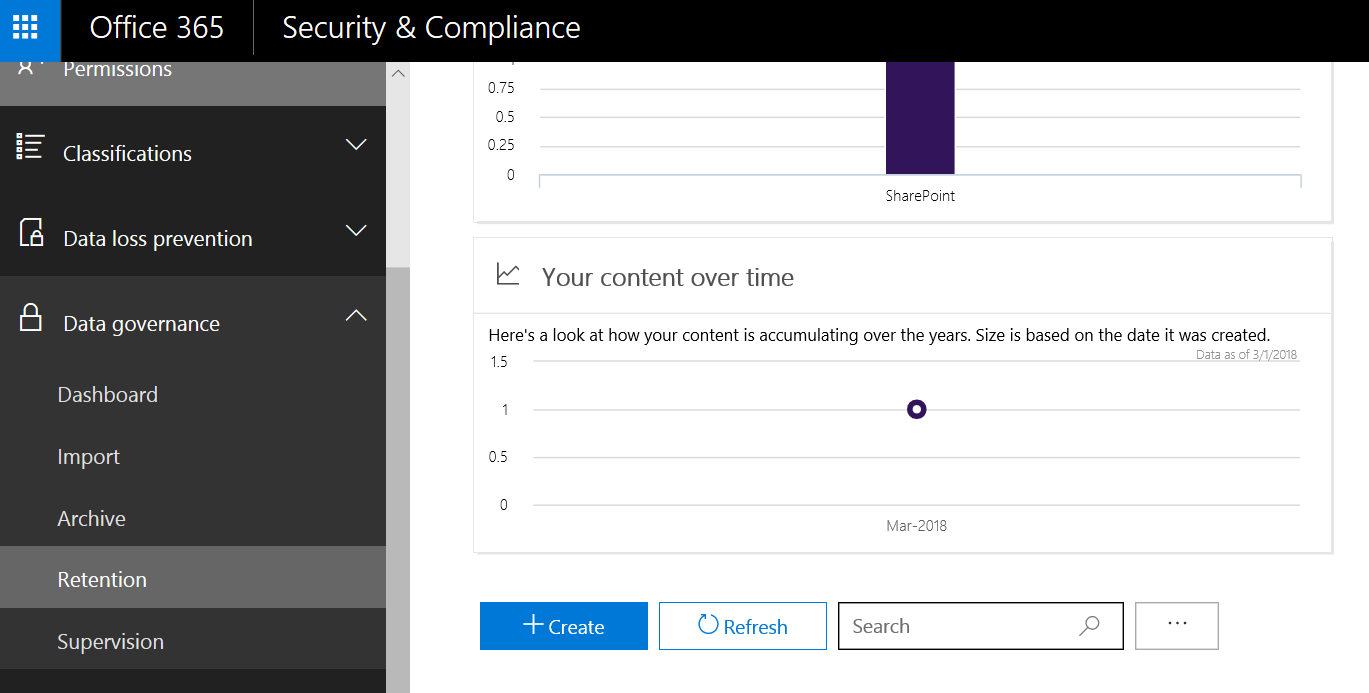 Office 365
Security & Compliance
Permissions
Classifications
Data loss prevention
Data governance
Dashboard
Import
Archive
Retention
Supervision
0.75
0.5
0.25
0
SharePoint
Your content over time
Here's a look at how your content is accumulating over the years. Size is based on the date it was created.
Data as of 3/1/2018
1.5
1
0.5
0
Mar-2018
Create
Refresh
Search
...